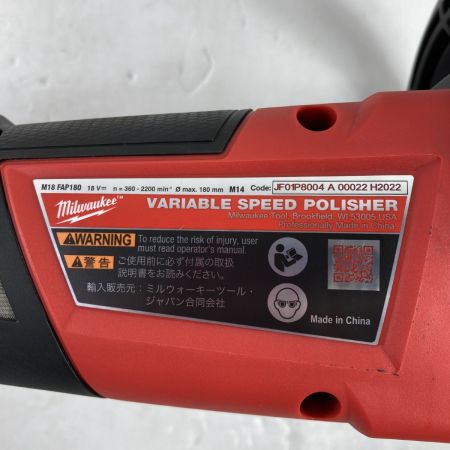 M18 FAP180 18 V⎓ n = 360 - 2200 min⁻¹ Ø max. 180 mm M14 Code: JF01P8004 A 00022 H2022
Milwaukee™ VARIABLE SPEED POLISHER
Milwaukee Tool, Brookfield, WI 53005 USA
Professionally Made in China
WARNING To reduce the risk of injury, user
must read operator's manual.
警告 ご使用前に必ず付属の取扱
説明書をお読みください。
輸入販売元：ミルウォーキーツール・
ジャパン合同会社
Made in China